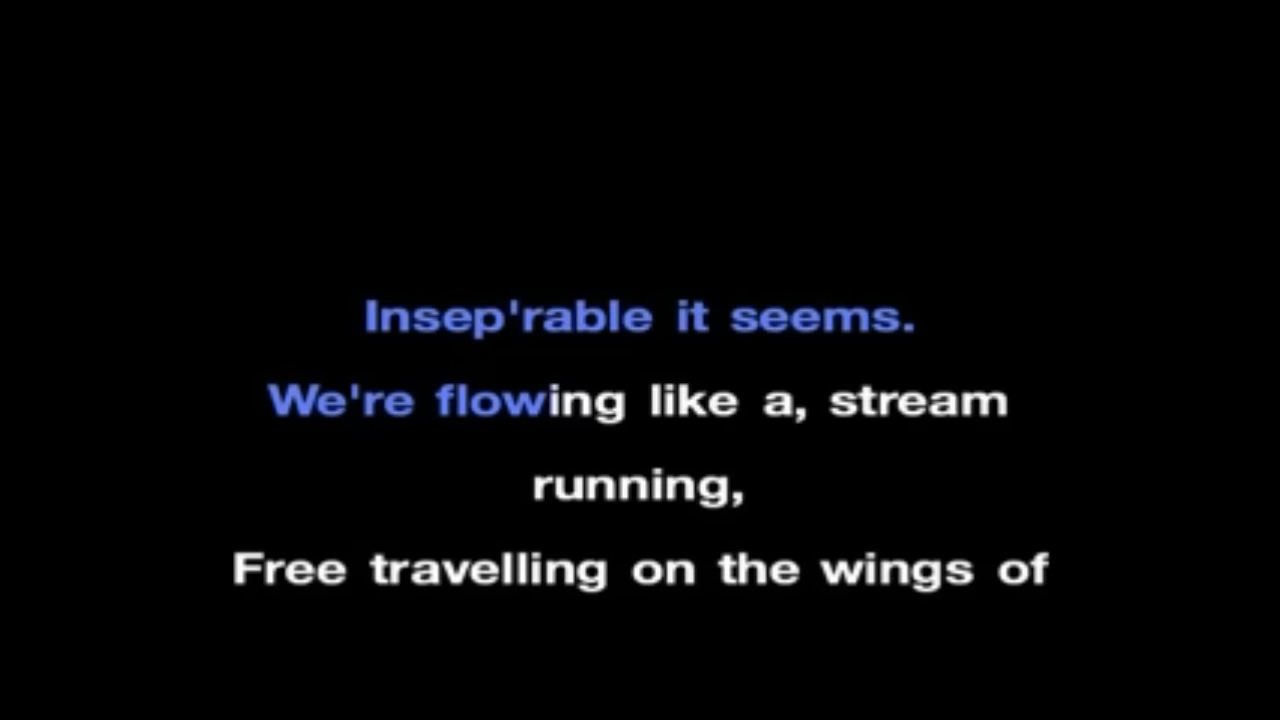 Insep'rable it seems.
We're flowing like a, stream
running,
Free travelling on the wings of